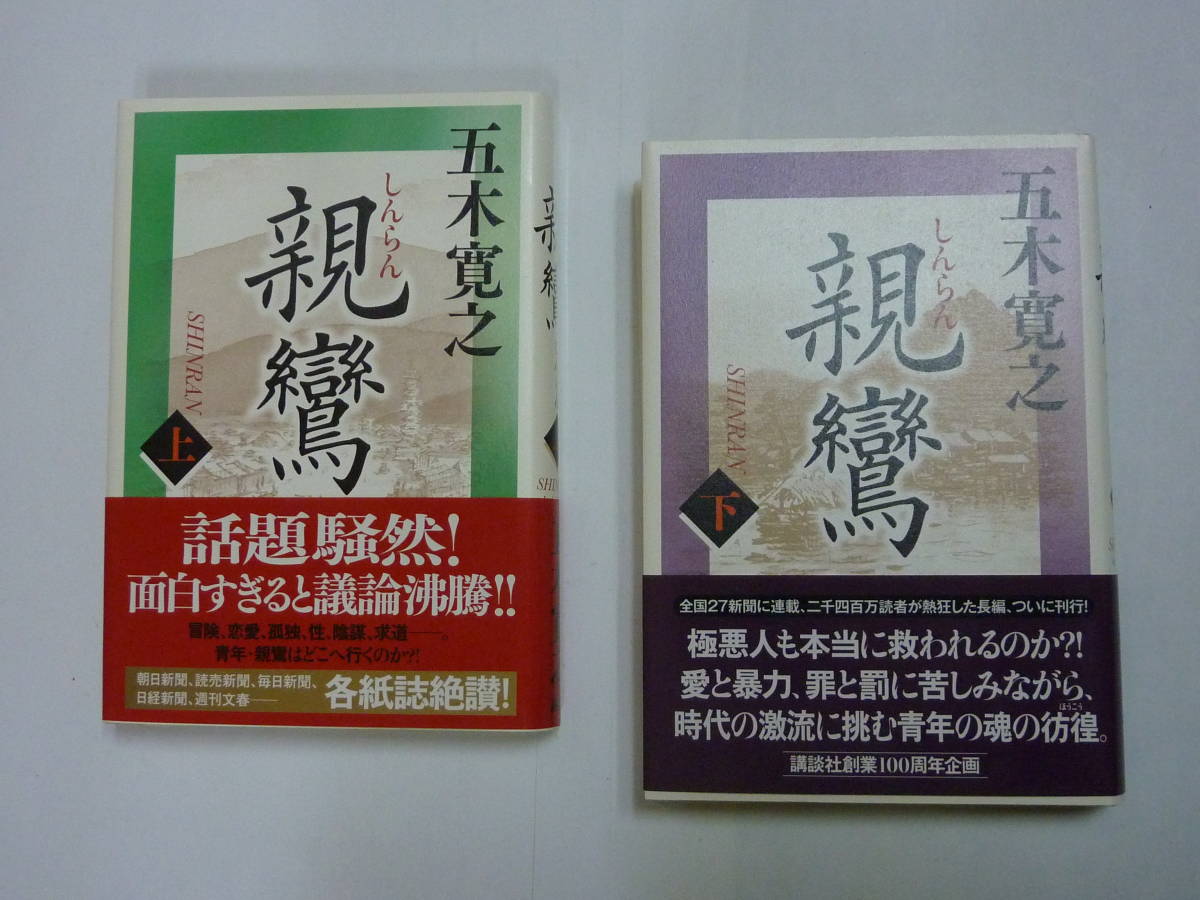 五木寛之
しんらん
親鸞
SHINRAN
上
話題騒然!
面白すぎると議論沸騰!!
冒険、恋愛、孤独、性、陰謀、求道――。
青年・親鸞はどこへ行くのか?!
朝日新聞、読売新聞、毎日新聞、
日経新聞、週刊文春――
各紙誌絶讃!
親鸞
五木寛之
しんらん
親鸞
SHINRAN
下
全国27新聞に連載、二千四百万読者が熱狂した長編、ついに刊行!
極悪人も本当に救われるのか?!
愛と暴力、罪と罰に苦しみながら、
時代の激流に挑む青年の魂の彷徨。
ほうこう
講談社創業100周年企画